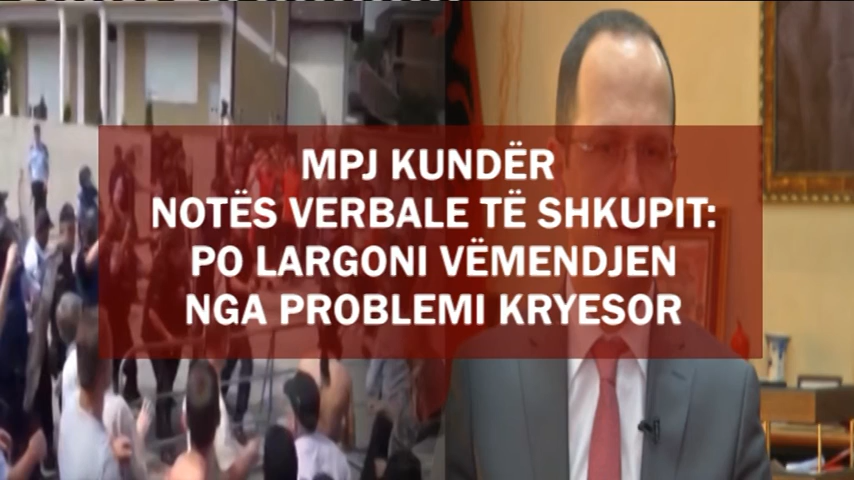 MPJ KUNDËR
NOTËS VERBALE TË SHKUPIT:
PO LARGONI VËMENDJEN
NGA PROBLEMI KRYESOR